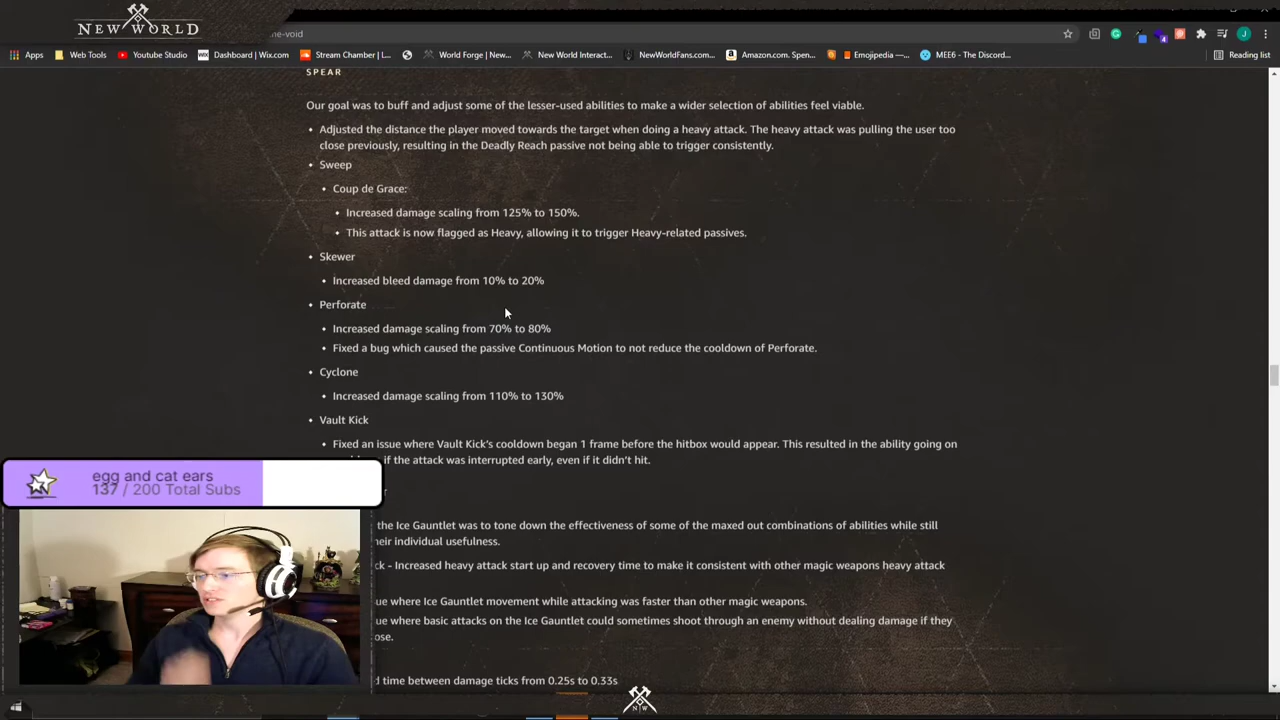 NEW WORLD
ne-void
Apps
Web Tools
Youtube Studio
Dashboard | Wix.com
Stream Chamber | L...
World Forge | New...
New World Interact...
NewWorldFans.com...
Amazon.com. Spen...
Emojipedia —...
MEE6 - The Discord...
Reading list
SPEAR
Our goal was to buff and adjust some of the lesser-used abilities to make a wider selection of abilities feel viable.
• Adjusted the distance the player moved towards the target when doing a heavy attack. The heavy attack was pulling the user too
close previously, resulting in the Deadly Reach passive not being able to trigger consistently.
• Sweep
• Coup de Grace:
• Increased damage scaling from 125% to 150%.
• This attack is now flagged as Heavy, allowing it to trigger Heavy-related passives.
• Skewer
• Increased bleed damage from 10% to 20%
• Perforate
• Increased damage scaling from 70% to 80%
• Fixed a bug which caused the passive Continuous Motion to not reduce the cooldown of Perforate.
• Cyclone
• Increased damage scaling from 110% to 130%
• Vault Kick
• Fixed an issue where Vault Kick's cooldown began 1 frame before the hitbox would appear. This resulted in the ability going on
if the attack was interrupted early, even if it didn't hit.
egg and cat ears
137 / 200 Total Subs
the Ice Gauntlet was to tone down the effectiveness of some of the maxed out combinations of abilities while still
heir individual usefulness.
ck - Increased heavy attack start up and recovery time to make it consistent with other magic weapons heavy attack
ue where Ice Gauntlet movement while attacking was faster than other magic weapons.
ue where basic attacks on the Ice Gauntlet could sometimes shoot through an enemy without dealing damage if they
ose.
d time between damage ticks from 0.25s to 0.33s
N W